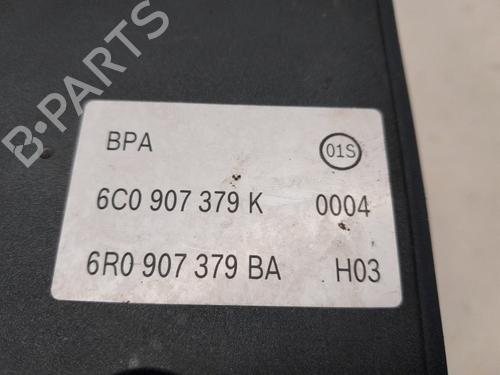 B-PARTS
BPA 01S
6C0 907 379 K 0004
6R0 907 379 BA H03